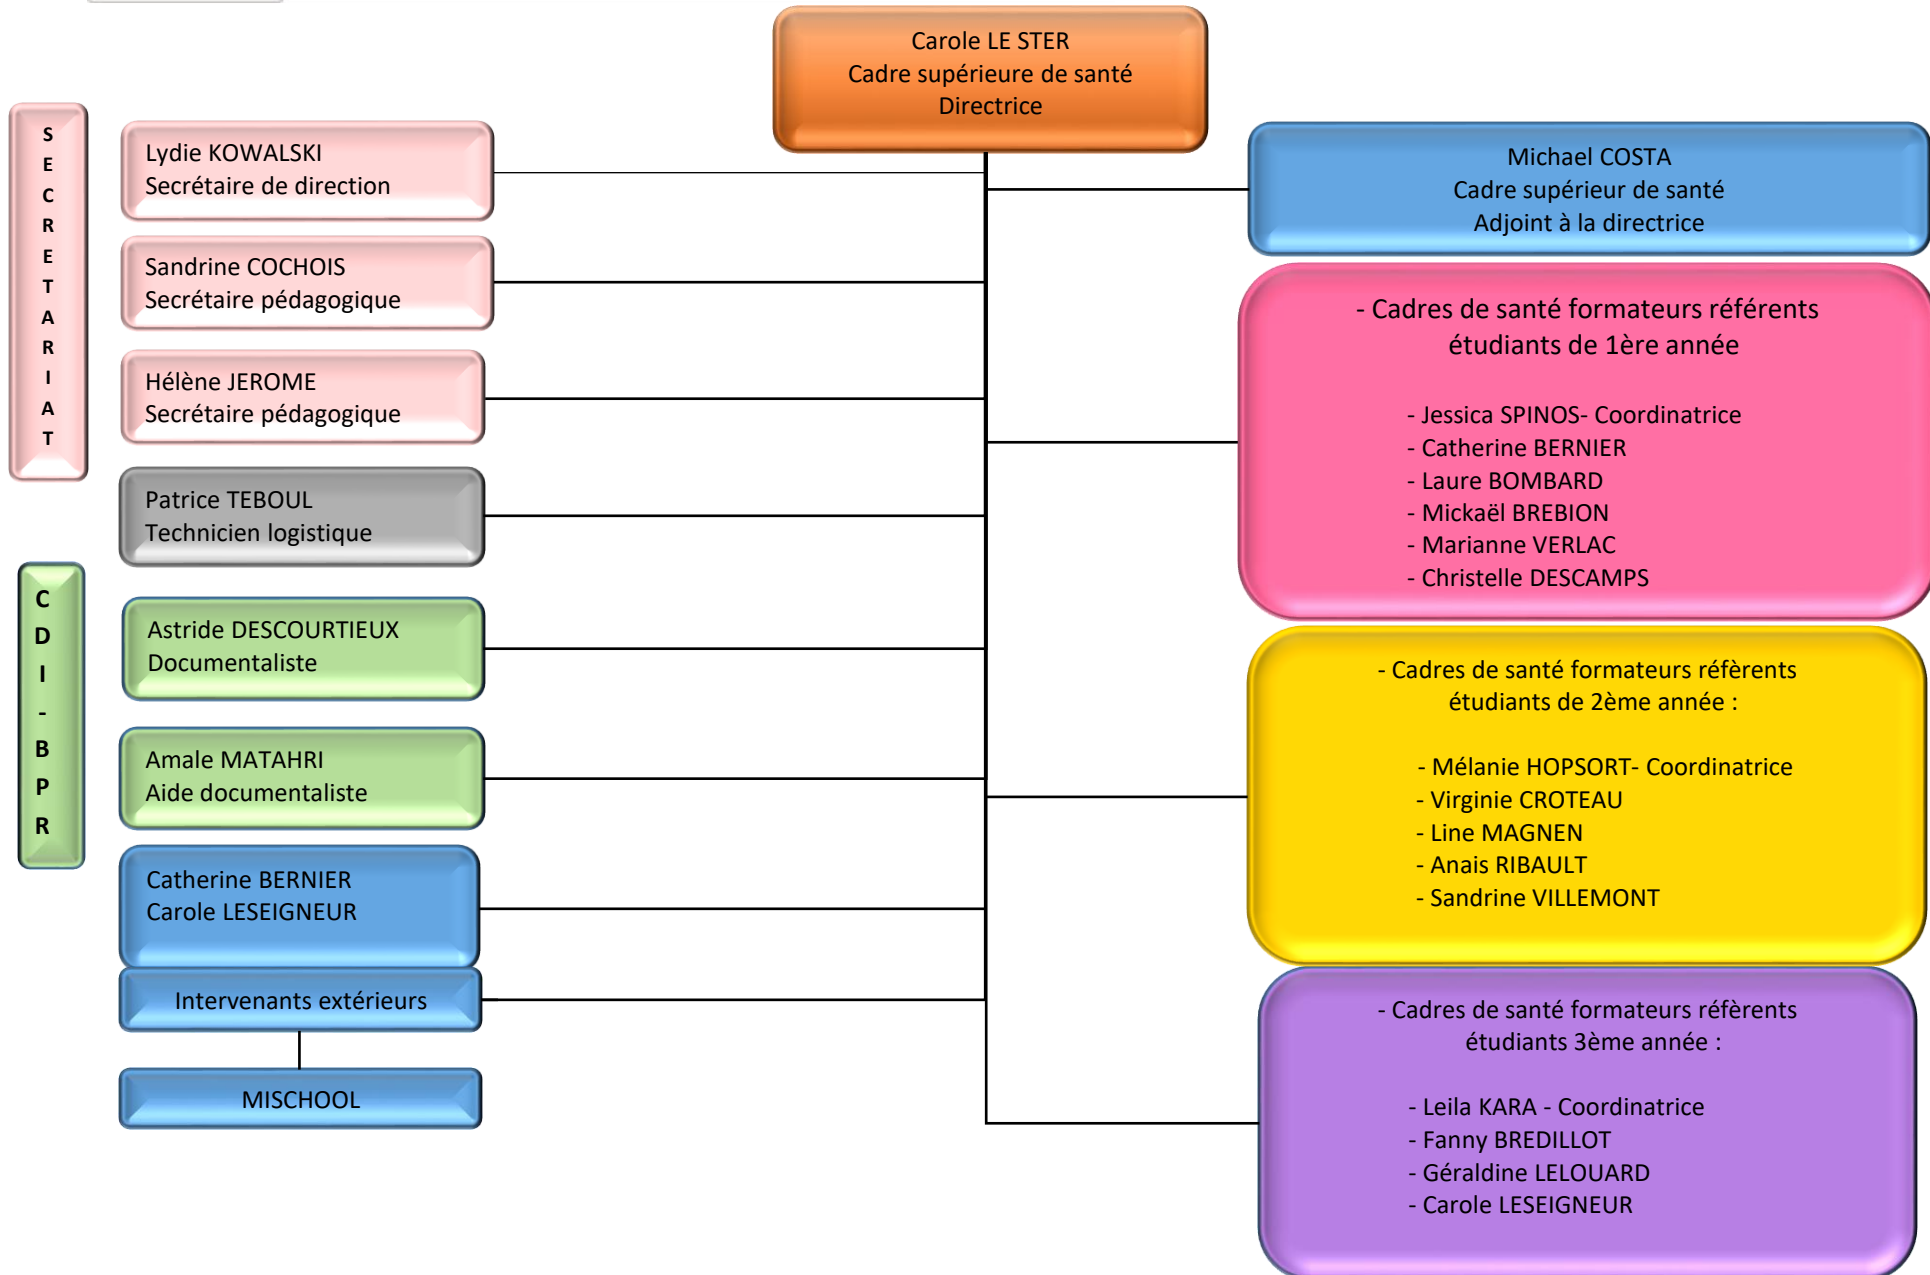 Carole LE STER
Cadre supérieure de santé
Directrice
SECRETARIAT
Lydie KOWALSKI
Secrétaire de direction
Sandrine COCHOIS
Secrétaire pédagogique
Hélène JEROME
Secrétaire pédagogique
Patrice TEBOUL
Technicien logistique
CDI-BPR
Astride DESCOURTIEUX
Documentaliste
Amale MATAHRI
Aide documentaliste
Catherine BERNIER
Carole LESEIGNEUR
Intervenants extérieurs
MISCHOOL
Michael COSTA
Cadre supérieur de santé
Adjoint à la directrice
- Cadres de santé formateurs référents
étudiants de 1ère année
- Jessica SPINOS- Coordinatrice
- Catherine BERNIER
- Laure BOMBARD
- Mickaël BREBION
- Marianne VERLAC
- Christelle DESCAMPS
- Cadres de santé formateurs réfèrents
étudiants de 2ème année :
- Mélanie HOPSORT- Coordinatrice
- Virginie CROTEAU
- Line MAGNEN
- Anais RIBAULT
- Sandrine VILLEMONT
- Cadres de santé formateurs réfèrents
étudiants 3ème année :
- Leila KARA - Coordinatrice
- Fanny BREDILLOT
- Géraldine LELOUARD
- Carole LESEIGNEUR